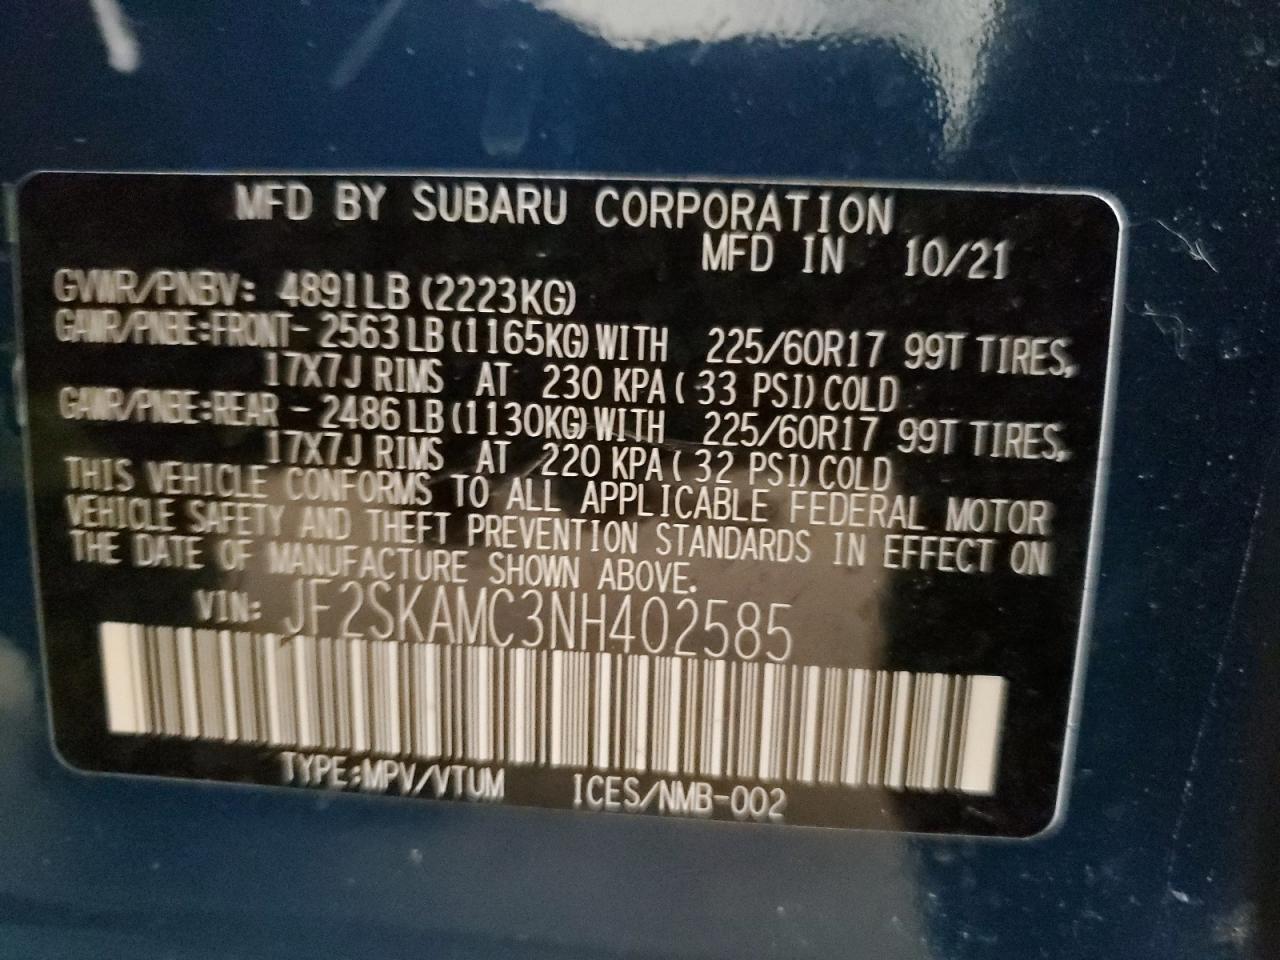 MFD BY SUBARU CORPORATION
MFD IN 10/21
GVWR/PNBV: 4891LB (2223KG)
GAWR/PNBE:FRONT- 2563LB(1165KG)WITH 225/60R17 99T TIRES,
17X7J RIMS AT 230 KPA( 33 PSI)COLD
GAWR/PNBE:REAR - 2486LB(1130KG)WITH 225/60R17 99T TIRES,
17X7J RIMS AT 220 KPA( 32 PSI)COLD
THIS VEHICLE CONFORMS TO ALL APPLICABLE FEDERAL MOTOR
VEHICLE SAFETY AND THEFT PREVENTION STANDARDS IN EFFECT ON
THE DATE OF MANUFACTURE SHOWN ABOVE.
VIN: JF2SKAMC3NH402585
TYPE:MPV/VTUM ICES/NMB-002